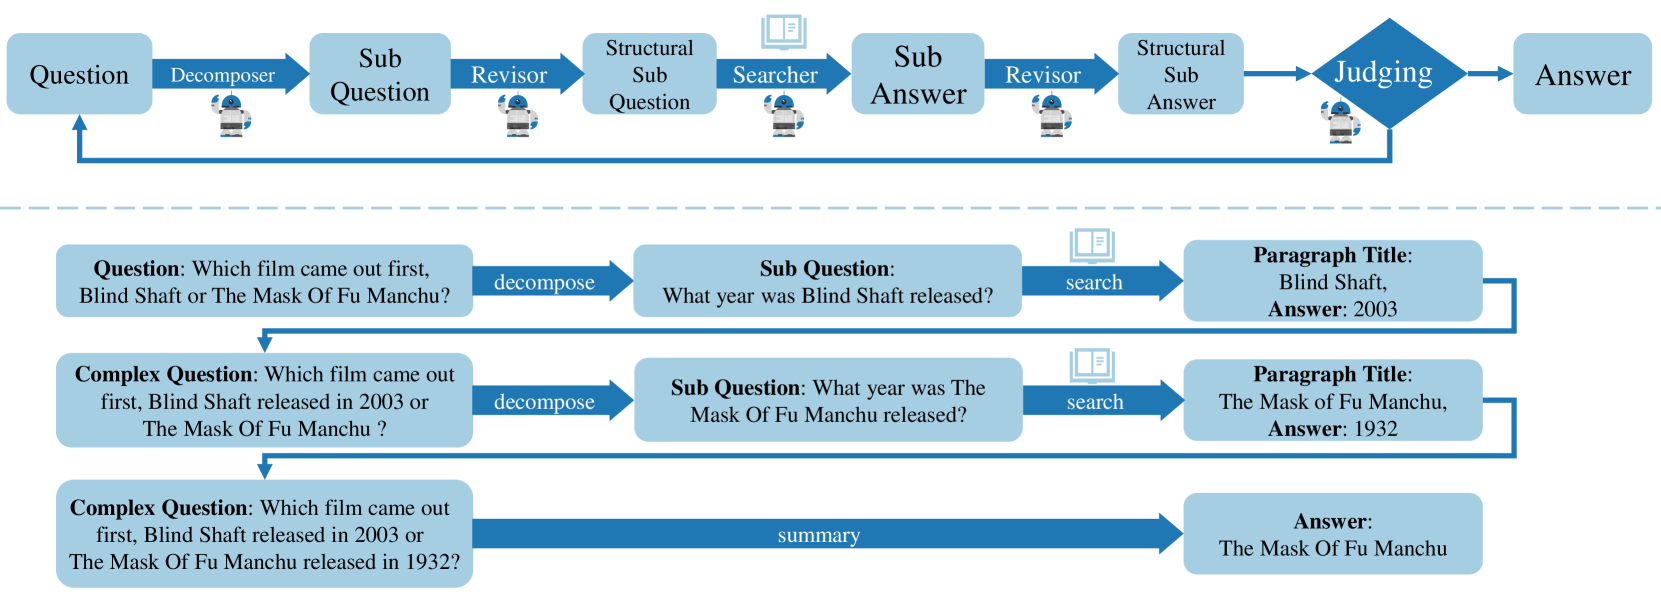 Question
Decomposer
Sub
Question
Revisor
Structural
Sub
Question
Searcher
Sub
Answer
Revisor
Structural
Sub
Answer
Judging
Answer
Question: Which film came out first,
Blind Shaft or The Mask Of Fu Manchu?
decompose
Sub Question:
What year was Blind Shaft released?
search
Paragraph Title:
Blind Shaft,
Answer: 2003
Complex Question: Which film came out
first, Blind Shaft released in 2003 or
The Mask Of Fu Manchu ?
decompose
Sub Question: What year was The
Mask Of Fu Manchu released?
search
Paragraph Title:
The Mask of Fu Manchu,
Answer: 1932
Complex Question: Which film came out
first, Blind Shaft released in 2003 or
The Mask Of Fu Manchu released in 1932?
summary
Answer:
The Mask Of Fu Manchu